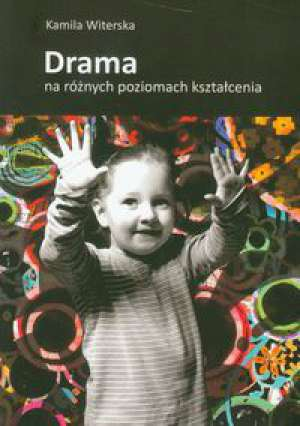 Kamila Witerska
Drama
na różnych poziomach kształcenia